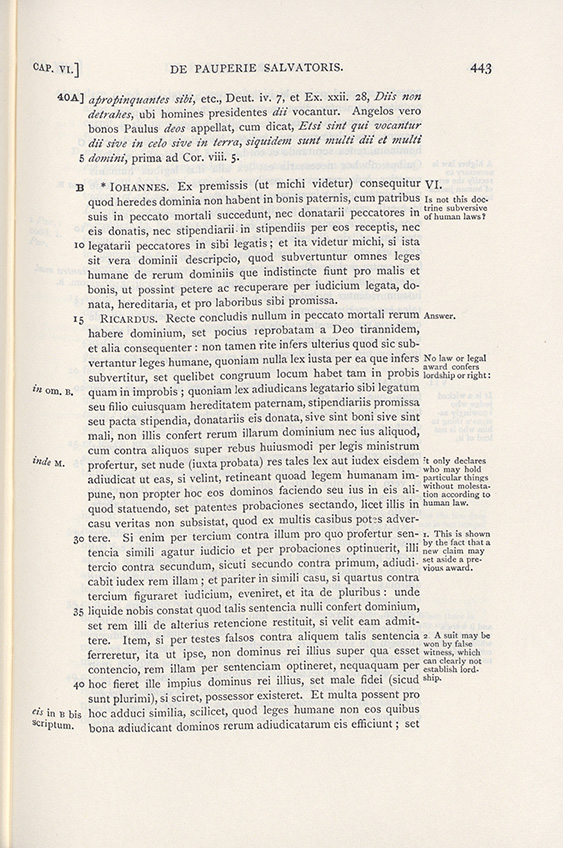 CAP. VI.] DE PAUPERIE SALVATORIS. 443
40A] apropinquantes sibi, etc., Deut. iv. 7, et Ex. xxii. 28, Diis non
detrahes, ubi homines presidentes dii vocantur. Angelos vero
bonos Paulus deos appellat, cum dicat, Etsi sint qui vocantur
dii sive in celo sive in terra, siquidem sunt multi dii et multi
5 domini, prima ad Cor. viii. 5.
B * IOHANNES. Ex premissis (ut michi videtur) consequitur VI.
quod heredes dominia non habent in bonis paternis, cum patribus
Is not this doc-
trine subversive
of human laws?
suis in peccato mortali succedunt, nec donatarii peccatores in
eis donatis, nec stipendiarii in stipendiis per eos receptis, nec
10 legatarii peccatores in sibi legatis; et ita videtur michi, si ista
sit vera dominii descripcio, quod subvertuntur omnes leges
humane de rerum dominiis que indistincte fiunt pro malis et
bonis, ut possint petere ac recuperare per iudicium legata, do-
nata, hereditaria, et pro laboribus sibi promissa.
15 RICARDUS. Recte concludis nullum in peccato mortali rerum Answer.
habere dominium, set pocius reprobatam a Deo tirannidem,
et alia consequenter: non tamen rite infers ulterius quod sic sub-
vertantur leges humane, quoniam nulla lex iusta per ea que infers
No law or legal
award confers
lordship or right:
subvertitur, set quelibet congruum locum habet tam in probis
in om. B.
quam in improbis; quoniam lex adiudicans legatario sibi legatum
seu filio cuiusquam hereditatem paternam, stipendiariis promissa
seu pacta stipendia, donatariis eis donata, sive sint boni sive sint
mali, non illis confert rerum illarum dominium nec ius aliquod,
cum contra aliquos super rebus huiusmodi per legis ministrum
inde M.
profertur, set nude (iuxta probata) res tales lex aut iudex eisdem
it only declares
who may hold
particular things
without molesta-
tion according to
human law.
adiudicat ut eas, si velint, retineant quoad legem humanam im-
pune, non propter hoc eos dominos faciendo seu ius in eis ali-
quod statuendo, set patentes probaciones sectando, licet illis in
casu veritas non subsistat, quod ex multis casibus potes adver-
30 tere. Si enim per tercium contra illum pro quo profertur sen-
1. This is shown
by the fact that a
new claim may
set aside a pre-
vious award.
tencia simili agatur iudicio et per probaciones optinuerit, illi
tercio contra secundum, sicuti secundo contra primum, adiudi-
cabit iudex rem illam; et pariter in simili casu, si quartus contra
tercium figuraret iudicium, eveniret, et ita de pluribus: unde
35 liquide nobis constat quod talis sentencia nulli confert dominium,
set rem illi de alterius retencione restituit, si velit eam admit-
tere. Item, si per testes falsos contra aliquem talis sentencia
2. A suit may be
won by false
witness, which
can clearly not
establish lord-
ship.
ferreretur, ita ut ipse, non dominus rei illius super qua esset
contencio, rem illam per sentenciam optineret, nequaquam per
40 hoc fieret ille impius dominus rei illius, set male fidei (sicud
sunt plurimi), si sciret, possessor existeret. Et multa possent pro
eis in B bis
scriptum.
hoc adduci similia, scilicet, quod leges humane non eos quibus
bona adiudicant dominos rerum adiudicatarum eis efficiunt; set